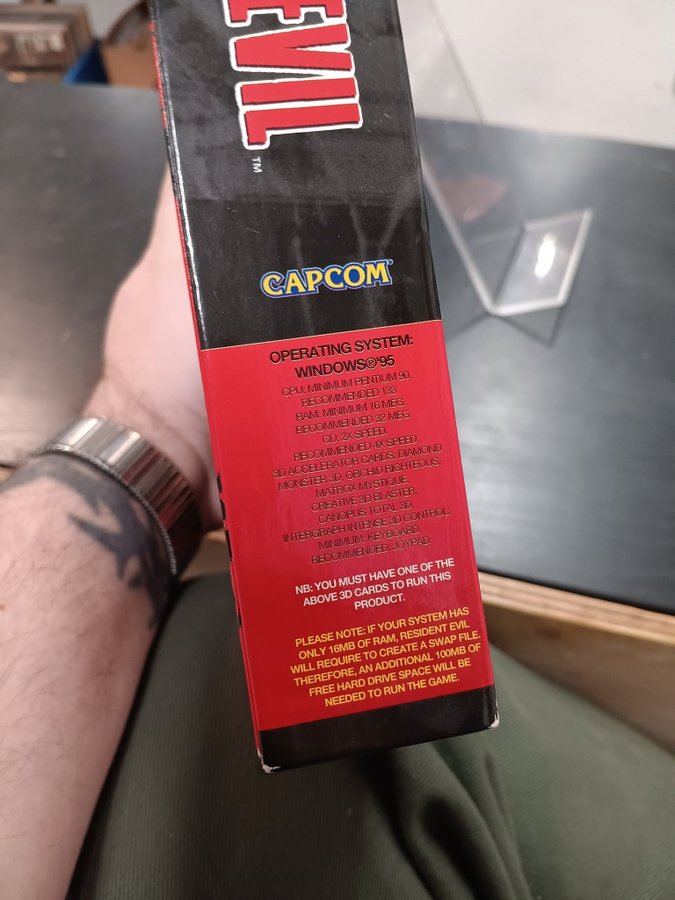 EVIL
™
CAPCOM®
OPERATING SYSTEM:
WINDOWS®'95
CPU: MINIMUM PENTIUM 90.
RECOMMENDED 133
RAM: MINIMUM 16 MEG.
RECOMMENDED 32 MEG
CD: 2X SPEED,
RECOMMENDED 4X SPEED.
3D ACCELERATOR CARDS: DIAMOND
MONSTER 3D, ORCHID RIGHTEOUS,
MATROX MYSTIQUE,
CREATIVE 3D BLASTER,
CANOPUS TOTAL 3D,
INTERGRAPH INTENSE 3D CONTROL:
MINIMUM: KEYBOARD,
RECOMMENDED: JOYPAD.
NB: YOU MUST HAVE ONE OF THE
ABOVE 3D CARDS TO RUN THIS
PRODUCT.
PLEASE NOTE: IF YOUR SYSTEM HAS
ONLY 16MB OF RAM, RESIDENT EVIL
WILL REQUIRE TO CREATE A SWAP FILE.
THEREFORE, AN ADDITIONAL 100MB OF
FREE HARD DRIVE SPACE WILL BE
NEEDED TO RUN THE GAME.